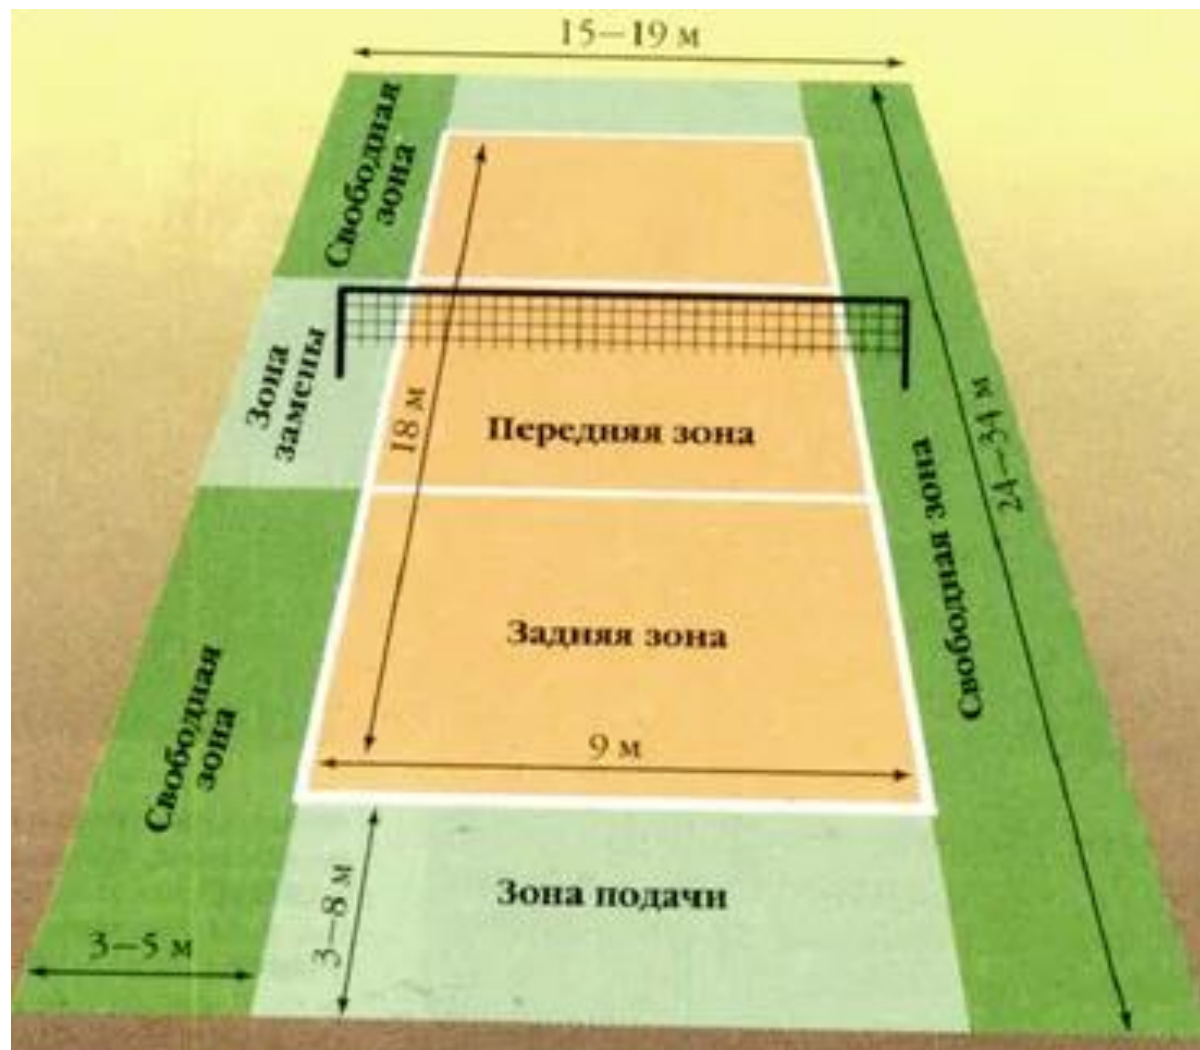 15—19 м
Свободная
зона
Зона
замены
18 м
Передняя зона
24—34 м
Свободная зона
Задняя зона
Свободная
зона
9 м
3—8 м
Зона подачи
3—5 м